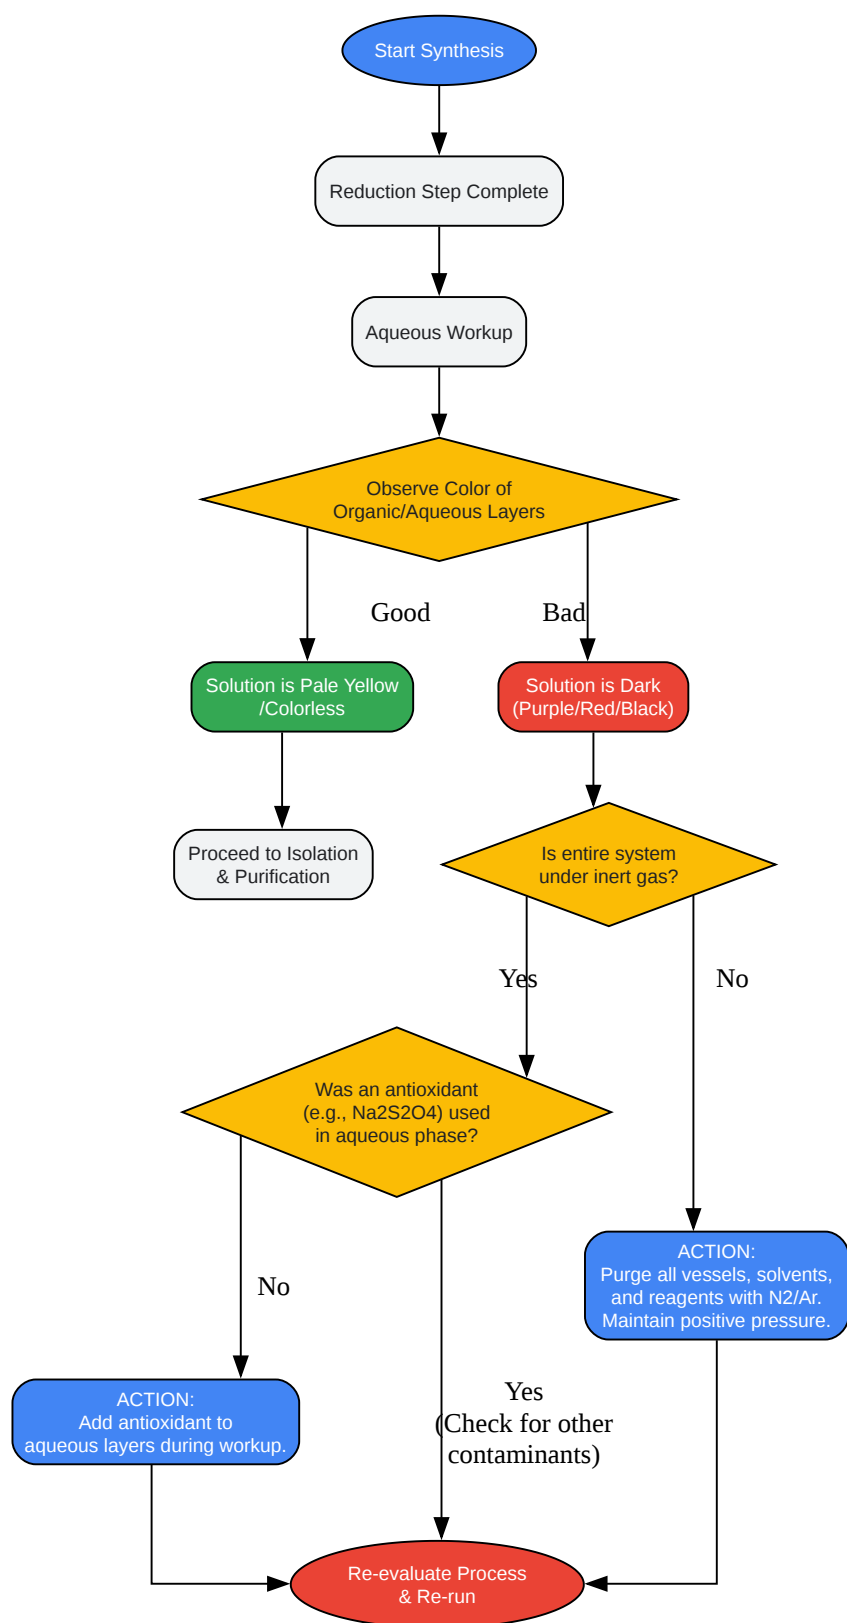 Start Synthesis
Reduction Step Complete
Aqueous Workup
Observe Color of
Organic/Aqueous Layers
Good
Bad
Solution is Pale Yellow
/Colorless
Solution is Dark
(Purple/Red/Black)
Proceed to Isolation
& Purification
Is entire system
under inert gas?
Yes
No
Was an antioxidant
(e.g., Na2S2O4) used
in aqueous phase?
ACTION:
Purge all vessels, solvents,
and reagents with N2/Ar.
Maintain positive pressure.
No
ACTION:
Add antioxidant to
aqueous layers during workup.
Yes
(Check for other
contaminants)
Re-evaluate Process
& Re-run